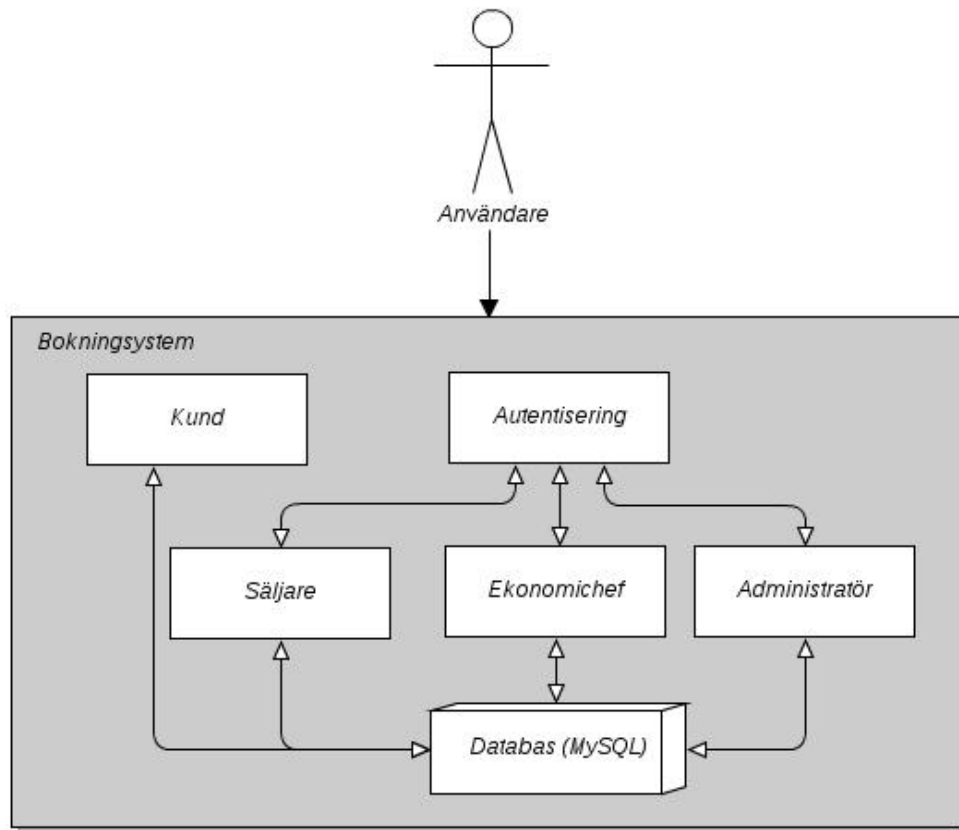 Användare
Bokningsystem
Kund
Autentisering
Säljare
Ekonomichef
Administratör
Databas (MySQL)